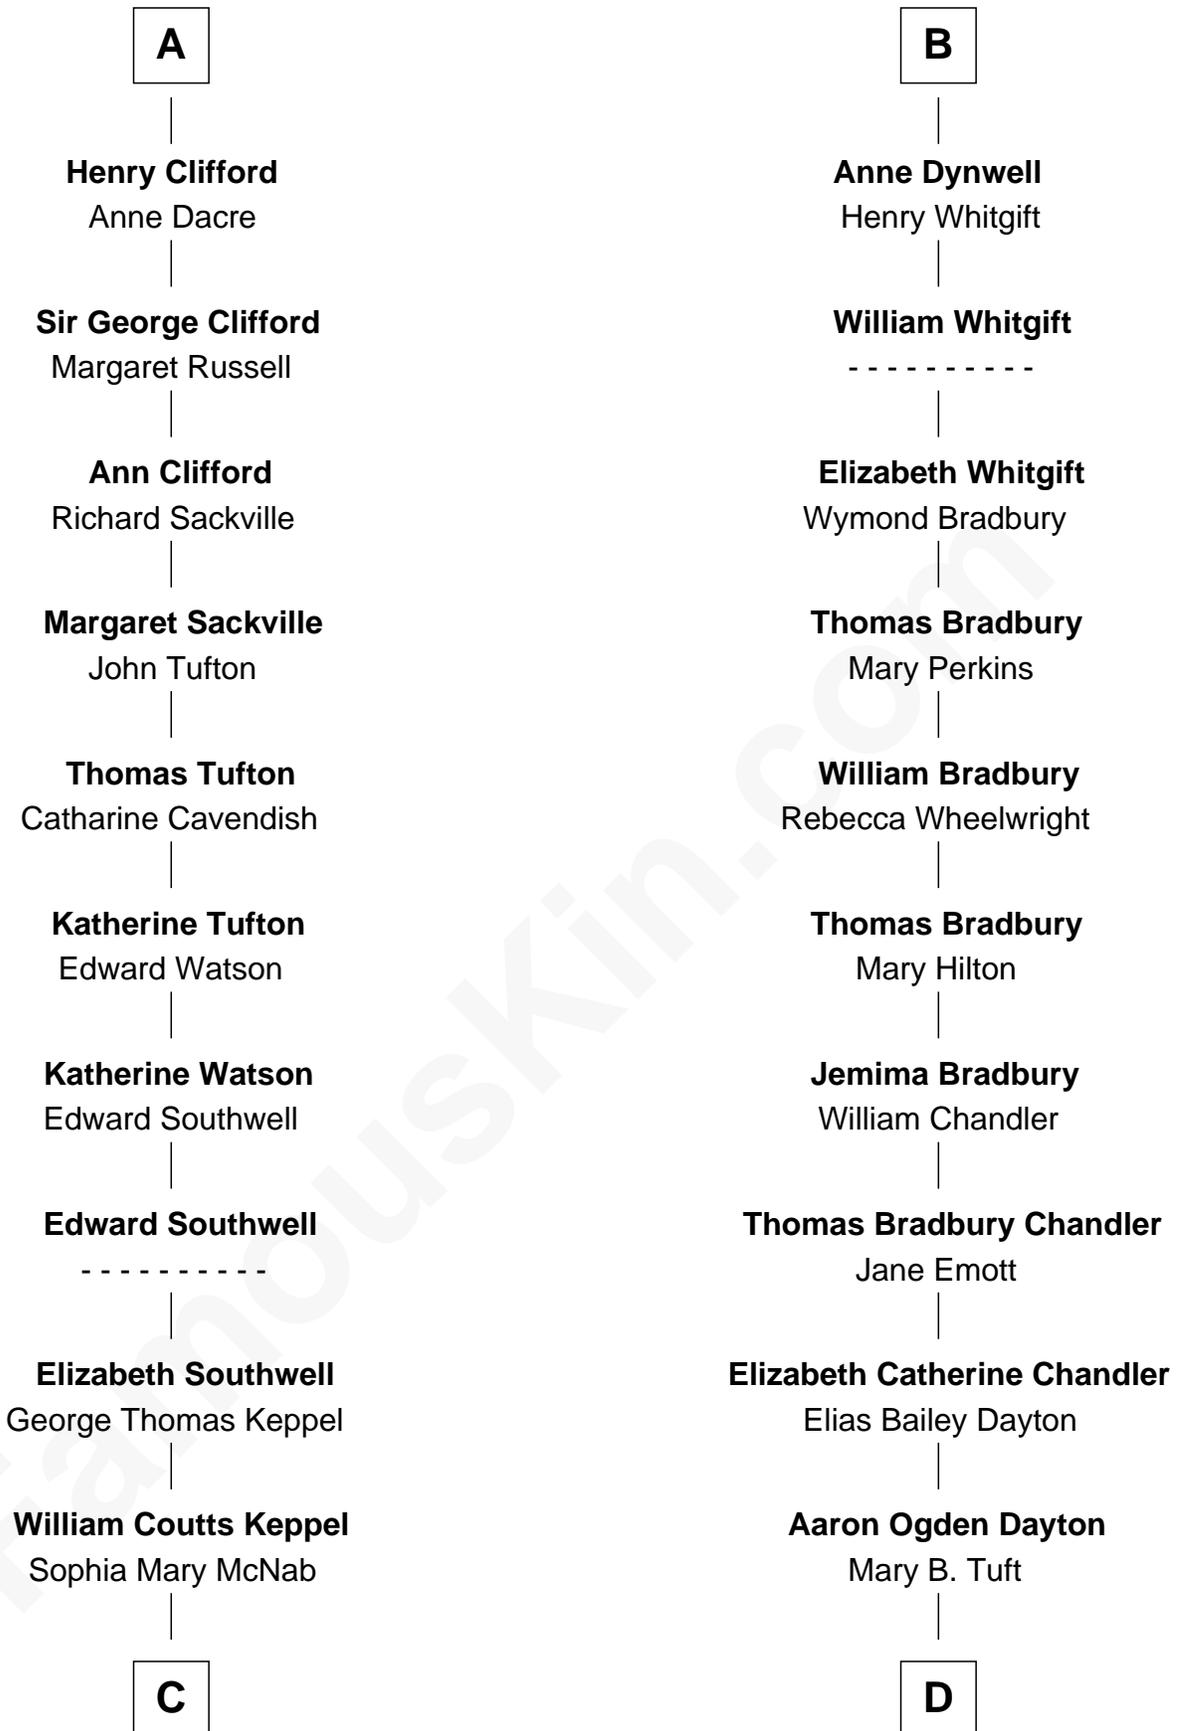 A
Henry Clifford
Anne Dacre
Sir George Clifford
Margaret Russell
Ann Clifford
Richard Sackville
Margaret Sackville
John Tufton
Thomas Tufton
Catharine Cavendish
Katherine Tufton
Edward Watson
Katherine Watson
Edward Southwell
Edward Southwell
- - - - - - - - - -
Elizabeth Southwell
George Thomas Keppel
William Coutts Keppel
Sophia Mary McNab
C
B
Anne Dynwell
Henry Whitgift
William Whitgift
- - - - - - - - - -
Elizabeth Whitgift
Wymond Bradbury
Thomas Bradbury
Mary Perkins
William Bradbury
Rebecca Wheelwright
Thomas Bradbury
Mary Hilton
Jemima Bradbury
William Chandler
Thomas Bradbury Chandler
Jane Emott
Elizabeth Catherine Chandler
Elias Bailey Dayton
Aaron Ogden Dayton
Mary B. Tuft
D
FamousKin.com